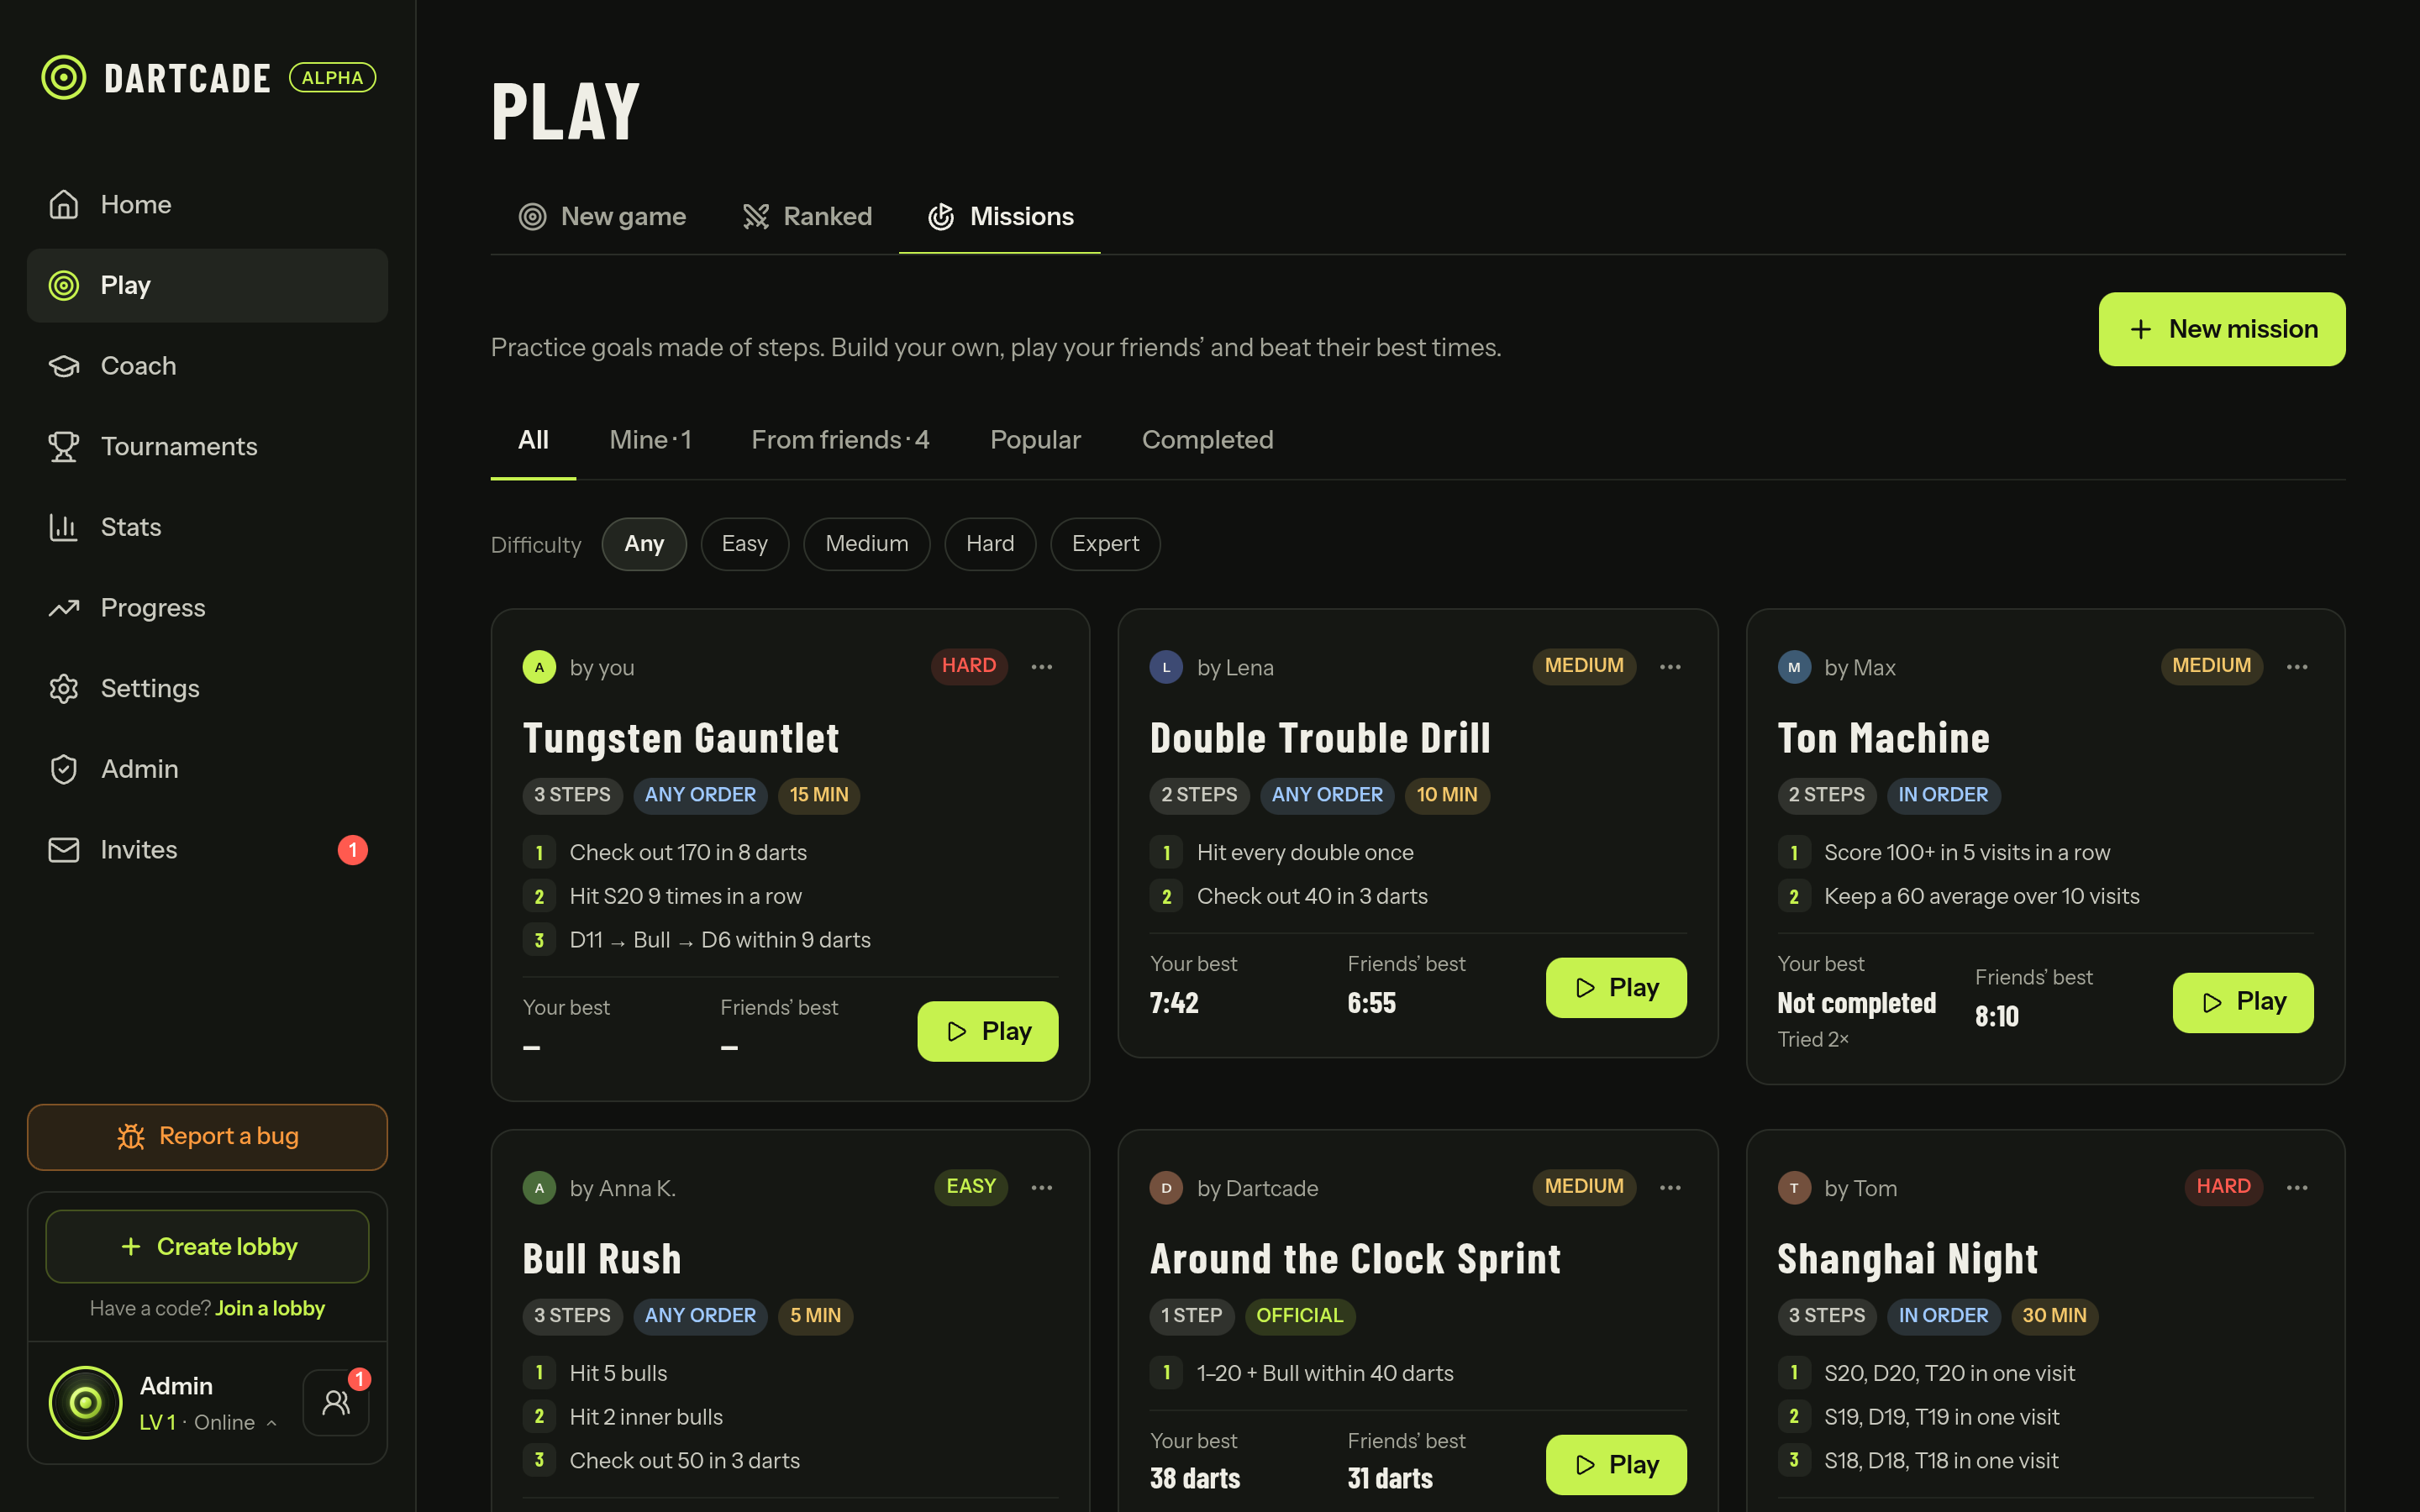 DARTCADE ALPHA
Home
Play
Coach
Tournaments
Stats
Progress
Settings
Admin
Invites 1
Report a bug
+ Create lobby
Have a code? Join a lobby
Admin
LV 1 · Online
1
PLAY
New game Ranked Missions
Practice goals made of steps. Build your own, play your friends’ and beat their best times.
+ New mission
All Mine · 1 From friends · 4 Popular Completed
Difficulty Any Easy Medium Hard Expert
A by you HARD ···
Tungsten Gauntlet
3 STEPS ANY ORDER 15 MIN
1 Check out 170 in 8 darts
2 Hit S20 9 times in a row
3 D11 → Bull → D6 within 9 darts
Your best Friends’ best
– –
Play
L by Lena MEDIUM ···
Double Trouble Drill
2 STEPS ANY ORDER 10 MIN
1 Hit every double once
2 Check out 40 in 3 darts
Your best Friends’ best
7:42 6:55
Play
M by Max MEDIUM ···
Ton Machine
2 STEPS IN ORDER
1 Score 100+ in 5 visits in a row
2 Keep a 60 average over 10 visits
Your best Friends’ best
Not completed 8:10
Tried 2×
Play
A by Anna K. EASY ···
Bull Rush
3 STEPS ANY ORDER 5 MIN
1 Hit 5 bulls
2 Hit 2 inner bulls
3 Check out 50 in 3 darts
D by Dartcade MEDIUM ···
Around the Clock Sprint
1 STEP OFFICIAL
1 1–20 + Bull within 40 darts
Your best Friends’ best
38 darts 31 darts
Play
T by Tom HARD ···
Shanghai Night
3 STEPS IN ORDER 30 MIN
1 S20, D20, T20 in one visit
2 S19, D19, T19 in one visit
3 S18, D18, T18 in one visit